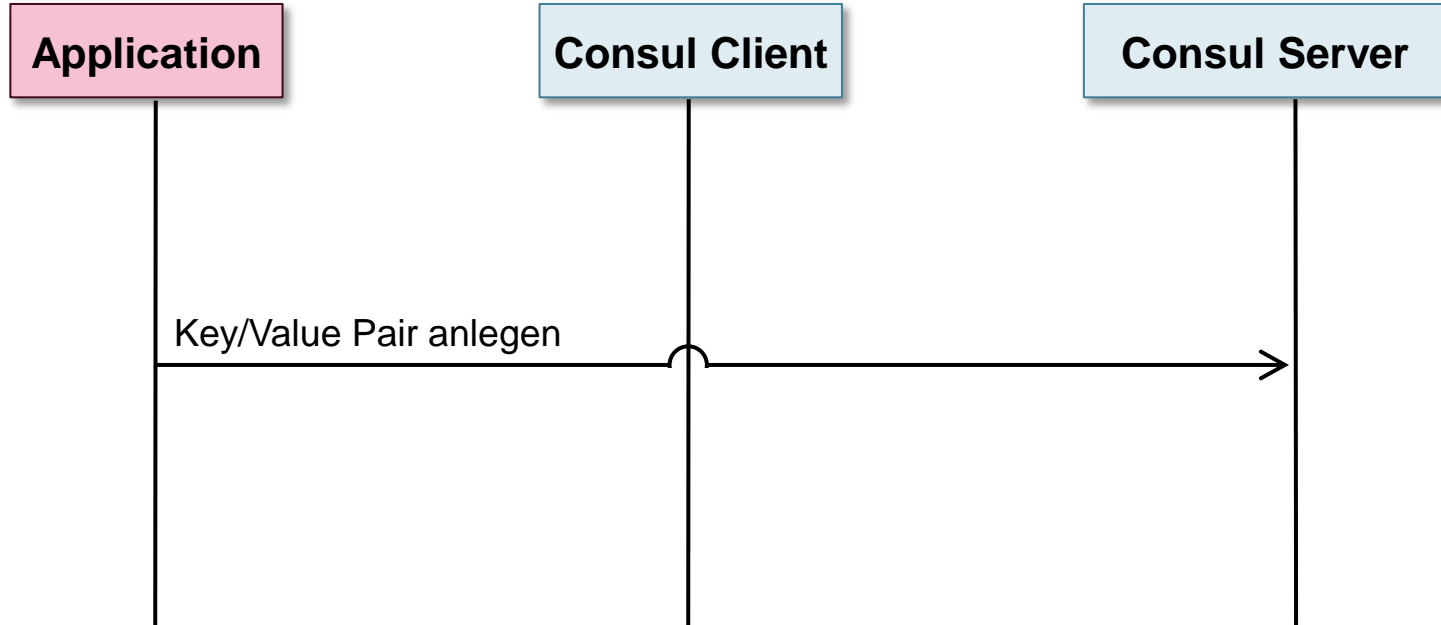 Application
Consul Client
Consul Server
Key/Value Pair anlegen